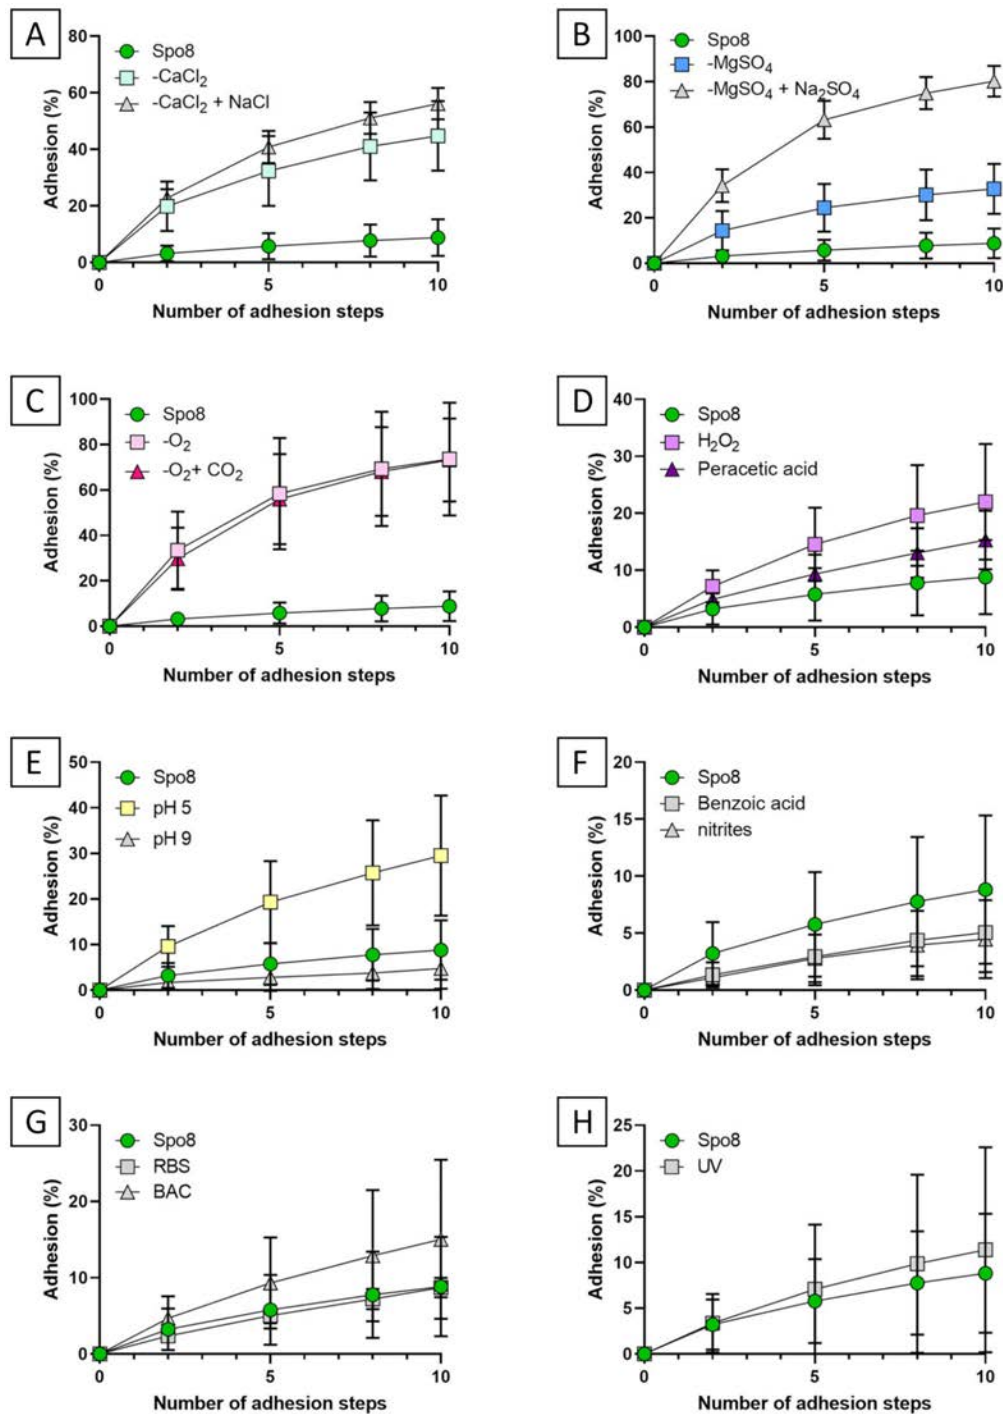 A
Adhesion (%)
80
60
40
20
0
0
5
10
Spo8
-CaCl₂
-CaCl₂ + NaCl
Number of adhesion steps
B
Adhesion (%)
100
80
60
40
20
0
0
5
10
Spo8
-MgSO₄
-MgSO₄ + Na₂SO₄
Number of adhesion steps
C
Adhesion (%)
100
80
60
40
20
0
0
5
10
Spo8
-O₂
-O₂+ CO₂
Number of adhesion steps
D
Adhesion (%)
40
30
20
10
0
0
5
10
Spo8
H₂O₂
Peracetic acid
Number of adhesion steps
E
Adhesion (%)
50
40
30
20
10
0
0
5
10
Spo8
pH 5
pH 9
Number of adhesion steps
F
Adhesion (%)
20
15
10
5
0
0
5
10
Spo8
Benzoic acid
nitrites
Number of adhesion steps
G
Adhesion (%)
30
20
10
0
0
5
10
Spo8
RBS
BAC
Number of adhesion steps
H
Adhesion (%)
25
20
15
10
5
0
0
5
10
Spo8
UV
Number of adhesion steps